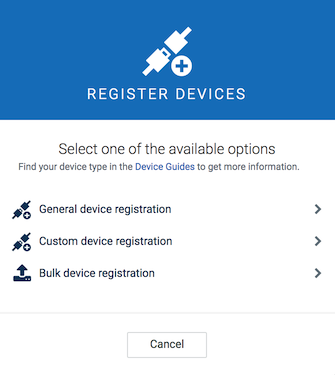 REGISTER DEVICES
Select one of the available options
Find your device type in the Device Guides to get more information.
General device registration
Custom device registration
Bulk device registration
Cancel